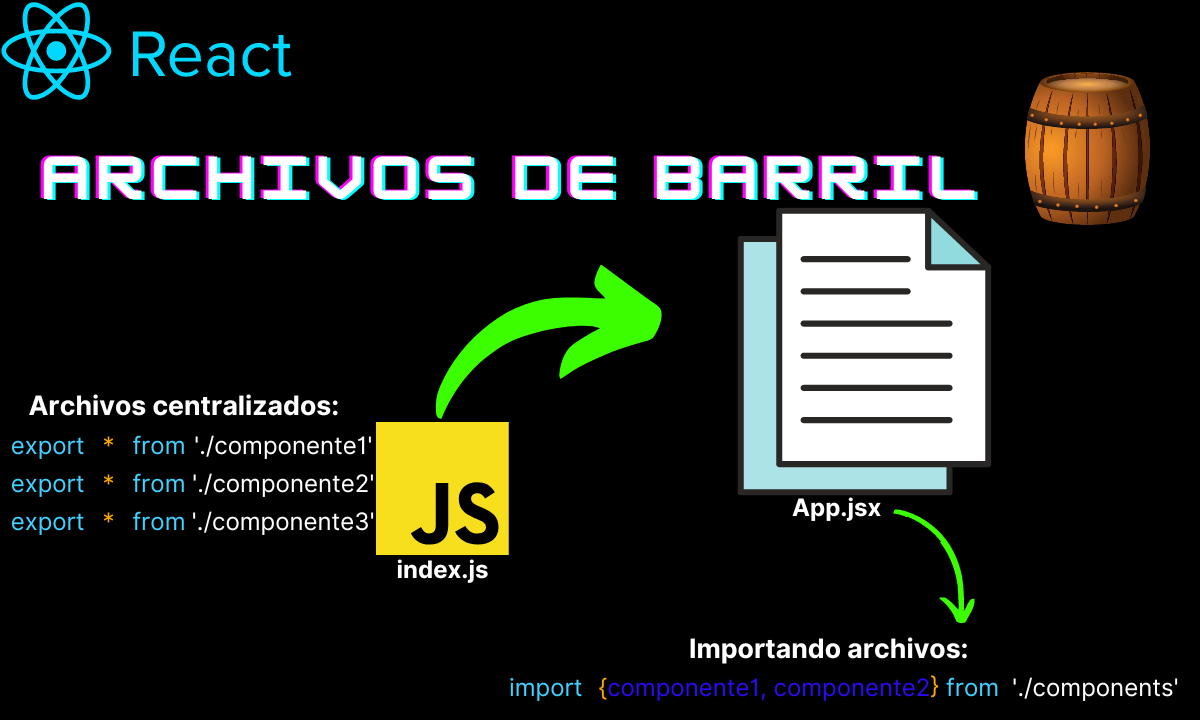 React
ARCHIVOS DE BARRIL
Archivos centralizados:
export * from './componente1'
export * from './componente2'
export * from './componente3'
JS
index.js
App.jsx
Importando archivos:
import {componente1, componente2} from './components'